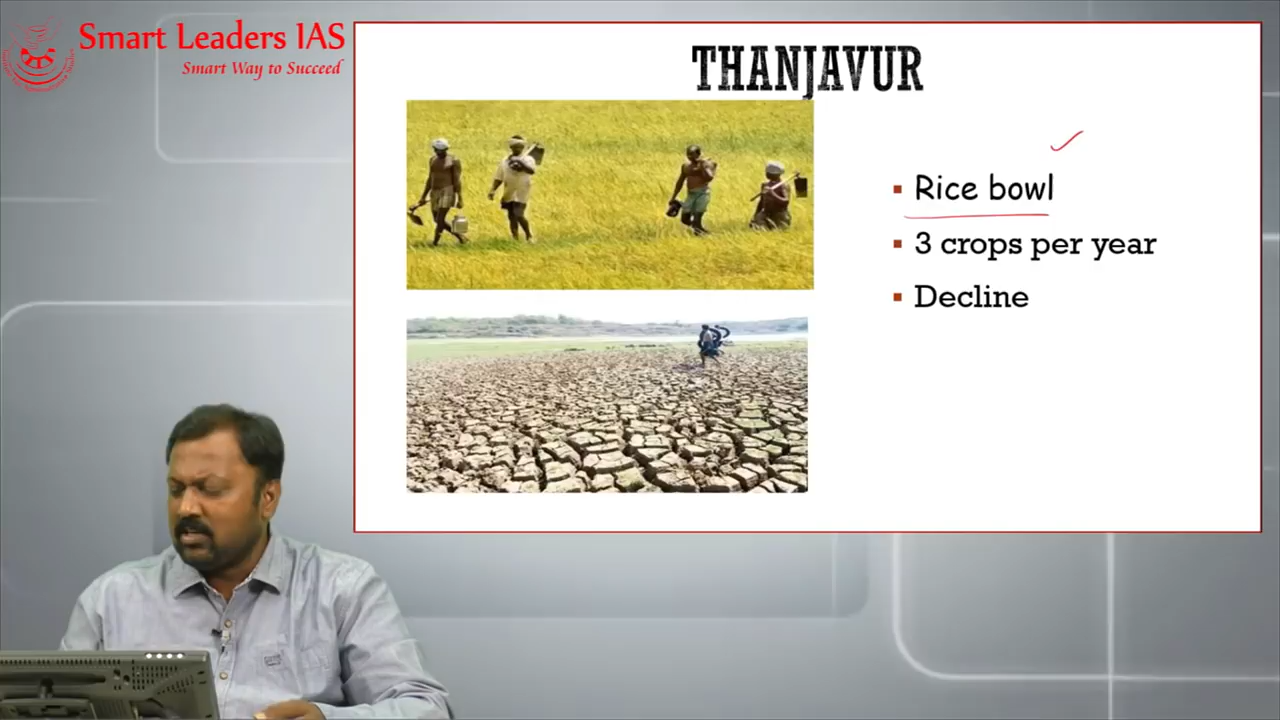 Smart Leaders IAS
Smart Way to Succeed
THANJAVUR
Rice bowl
3 crops per year
Decline